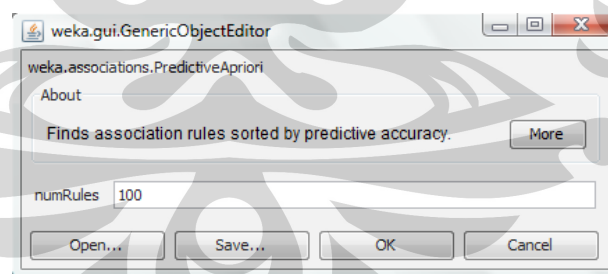 weka.gui.GenericObjectEditor
weka.associations.PredictiveApriori
About
Finds association rules sorted by predictive accuracy.
More
numRules 100
Open... Save... OK Cancel